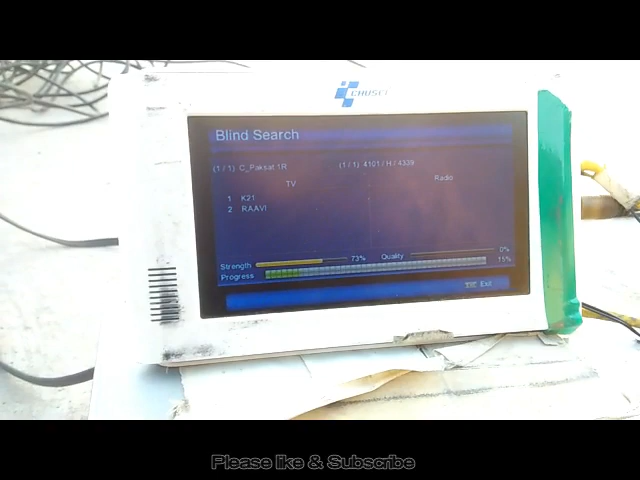 CHUSEI
Blind Search
(1 / 1) C_Paksat 1R (1 / 1) 4101 / H / 4339
TV Radio
1 K21
2 RAAVI
Strength 73% Quality 0%
Progress 15%
Exit
Please like & Subscribe